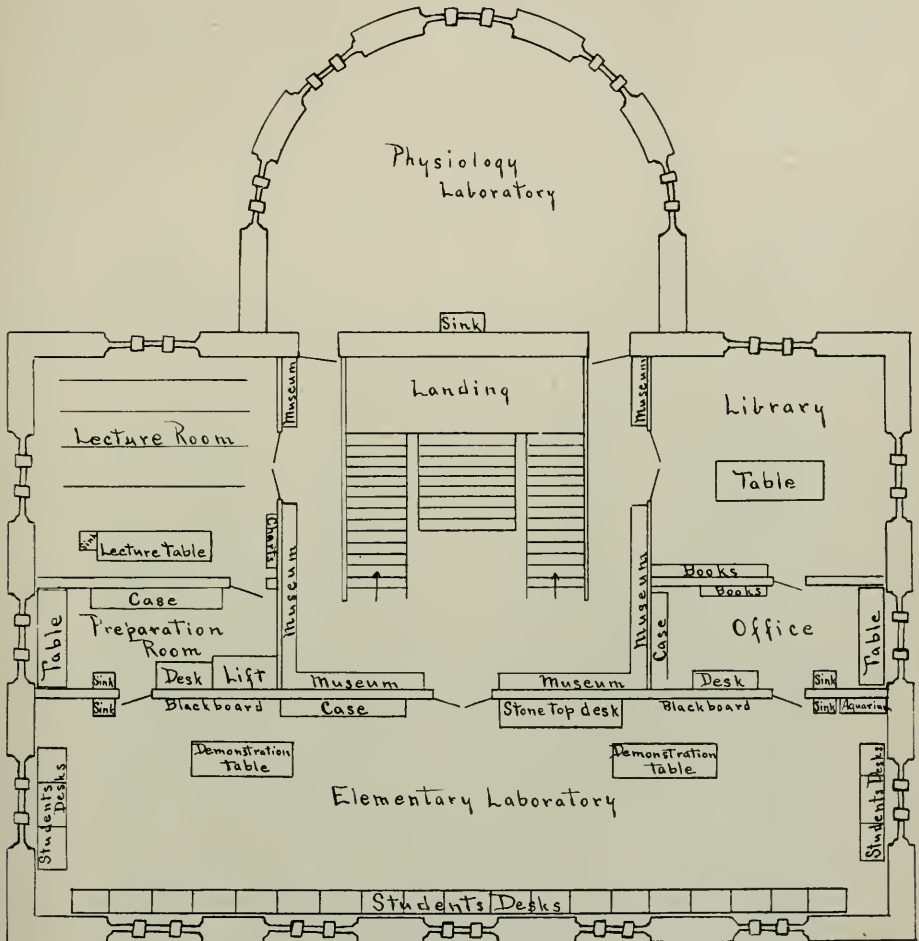 Physiology
Laboratory
Sink
Landing
Museum
Museum
Lecture Room
Library
Table
Sink
Lecture Table
Charts
Museum
Museum
Books
Books
Case
Table
Preparation
Room
Case
Office
Table
Sink
Desk
Lift
Museum
Museum
Desk
Sink
Sink
Blackboard
Case
Stone top desk
Blackboard
Sink
Aquarium
Demonstration
Table
Demonstration
Table
Students
Desks
Elementary Laboratory
Students Desks
Students Desks